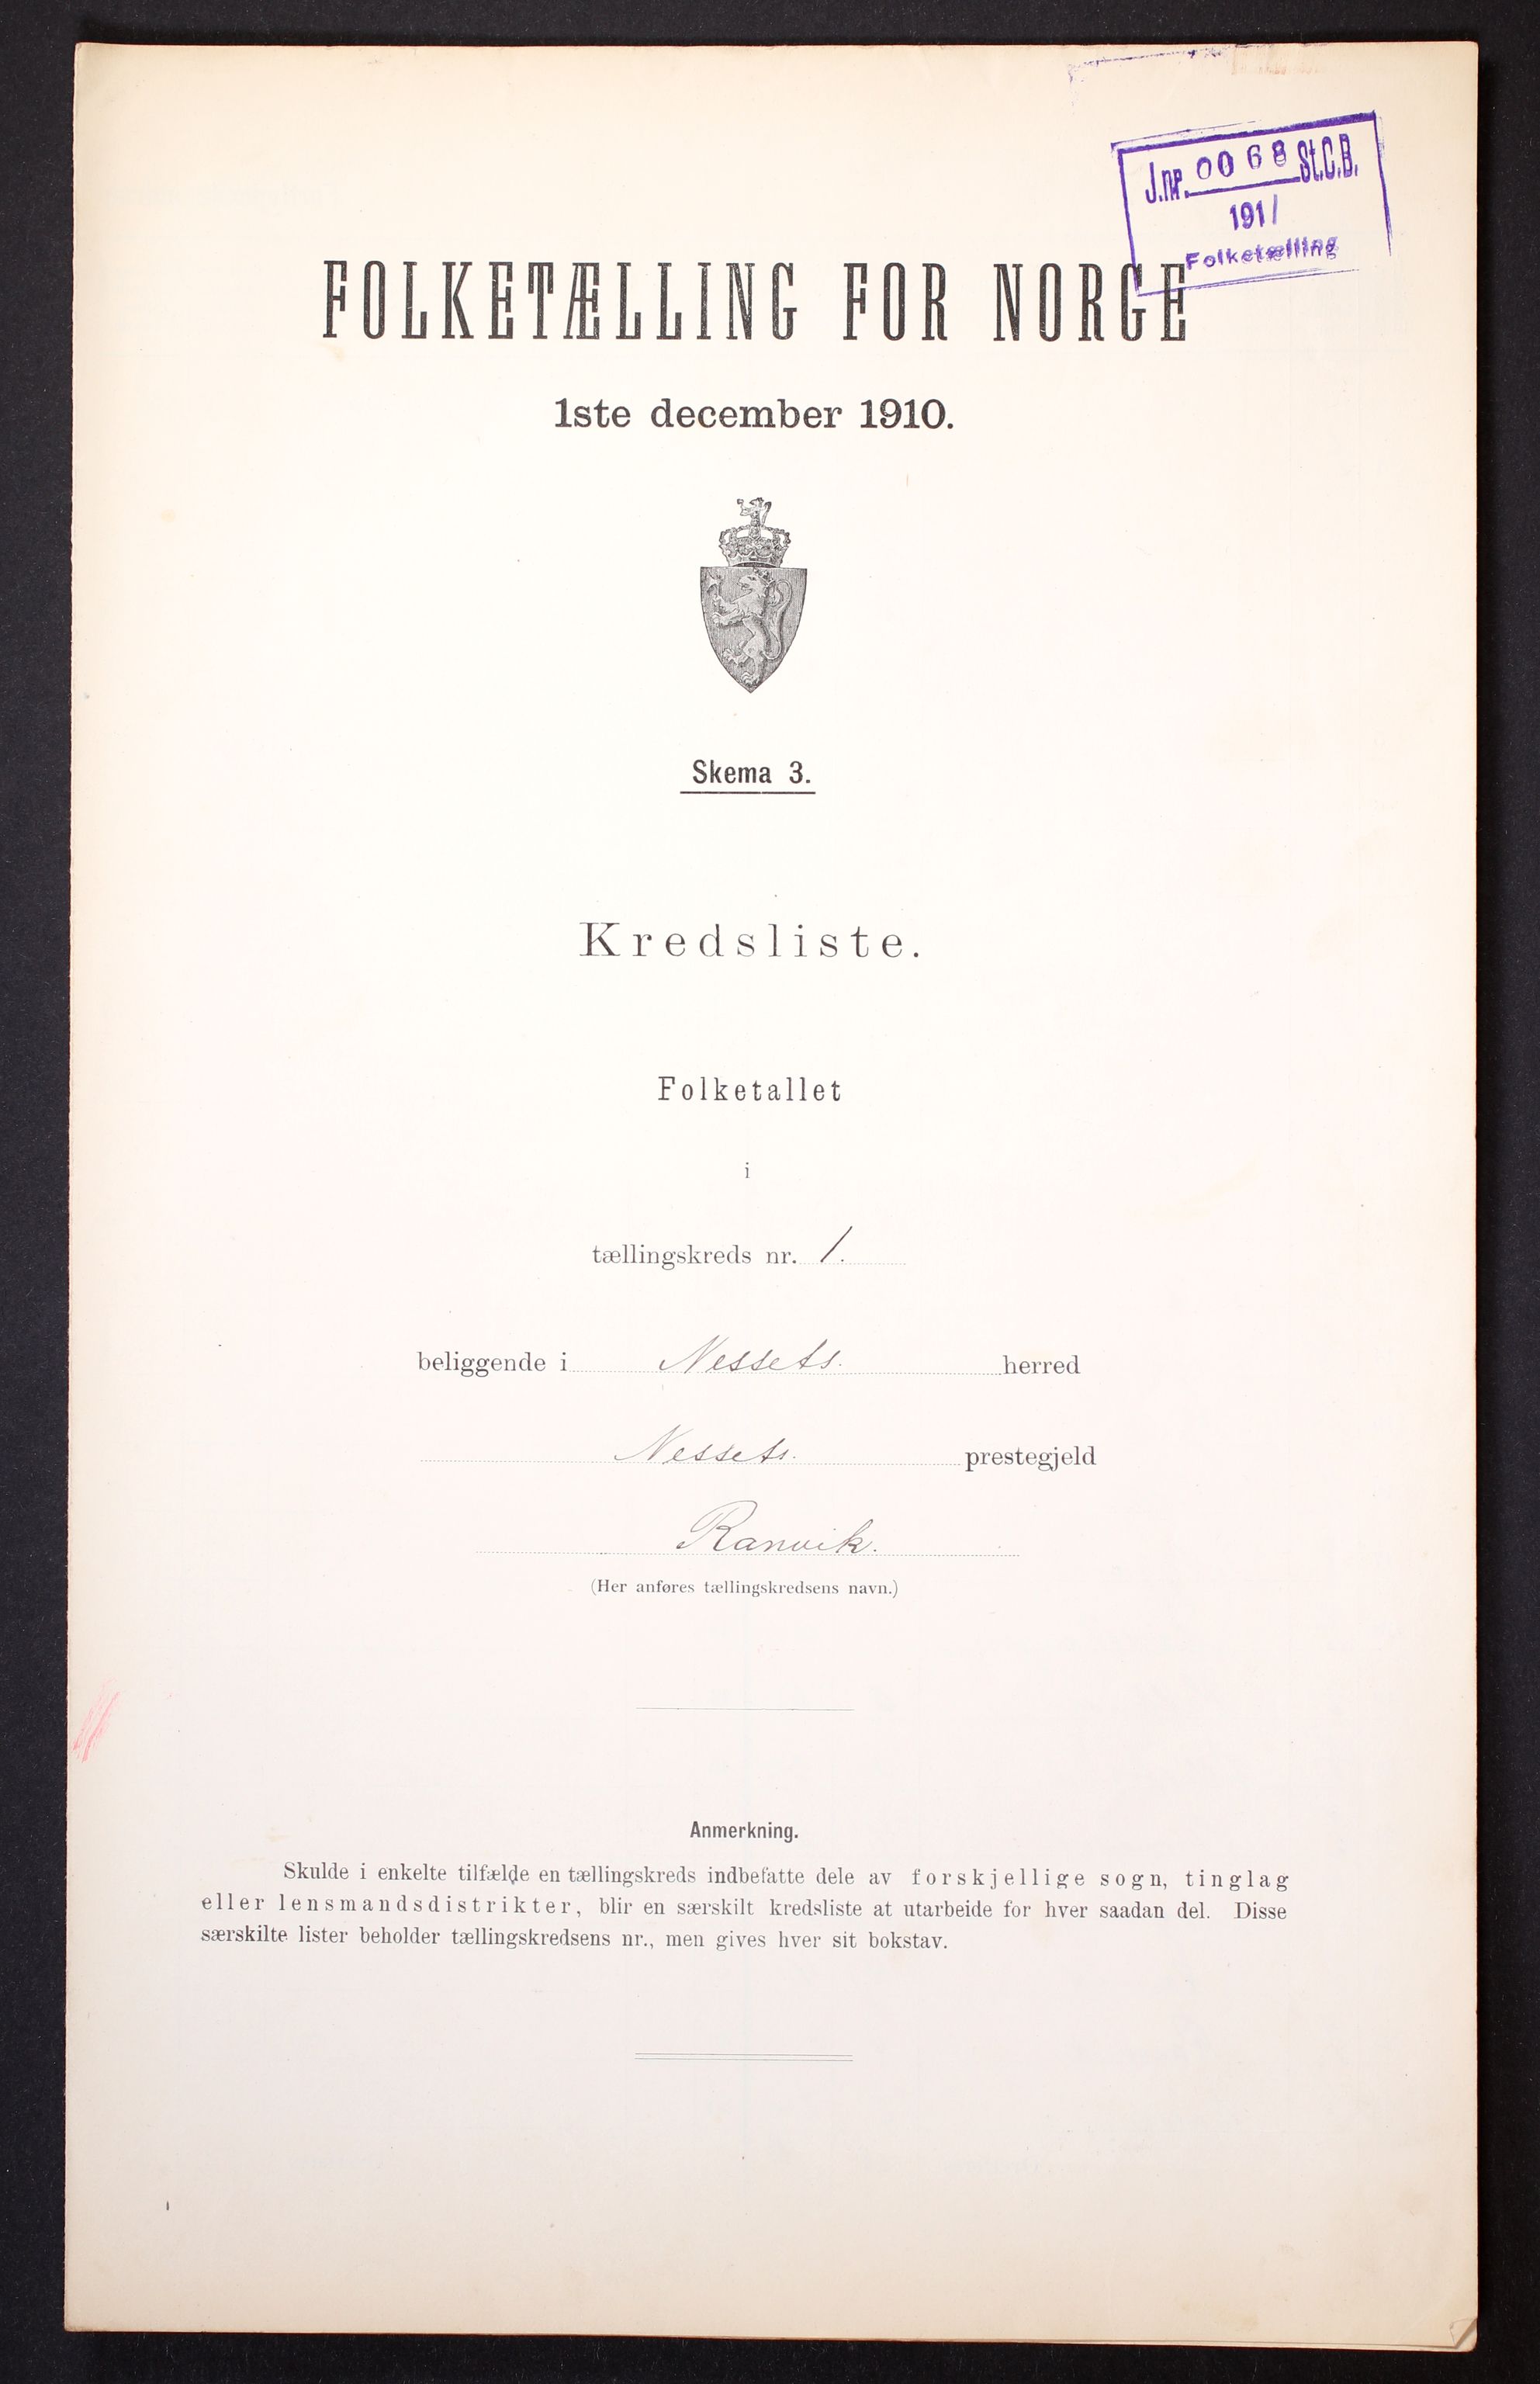 J.nr. 0068 St.C.B.
1911
Folketælling
FOLKETÆLLING FOR NORGE
1ste december 1910.
Skema 3.
Kredsliste.
Folketallet
i
tællingskreds nr. 1.
beliggende i Nessets. herred
Nessets. prestegjeld
Ranvik.
(Her anføres tællingskredsens navn.)
Anmerkning.
Skulde i enkelte tilfælde en tællingskreds indbefatte dele av forskjellige sogn, tinglag
eller lensmandsdistrikter, blir en særskilt kredsliste at utarbeide for hver saadan del. Disse
særskilte lister beholder tællingskredsens nr., men gives hver sit bokstav.